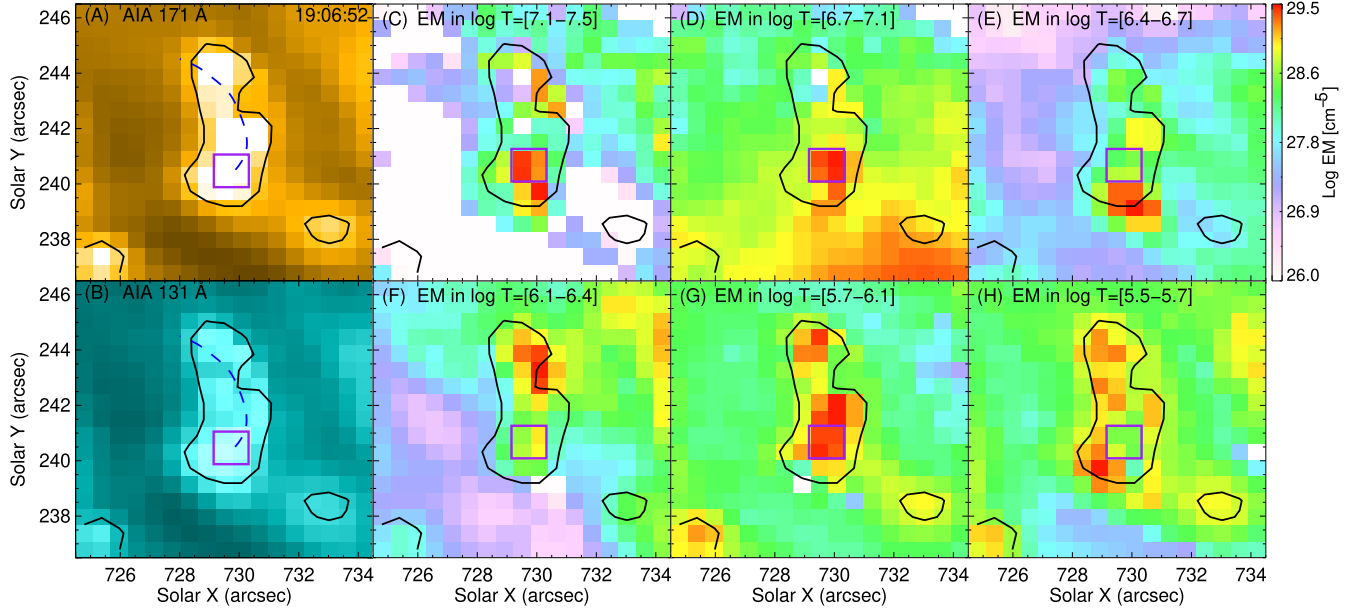 (A) AIA 171 Å 19:06:52
(C) EM in log T=[7.1–7.5]
(D) EM in log T=[6.7–7.1]
(E) EM in log T=[6.4–6.7]
29.5
28.6
27.8
26.9
26.0
Log EM [cm⁻⁵]
246
244
242
240
238
Solar Y (arcsec)
(B) AIA 131 Å
(F) EM in log T=[6.1–6.4]
(G) EM in log T=[5.7–6.1]
(H) EM in log T=[5.5–5.7]
246
244
242
240
238
Solar Y (arcsec)
726 728 730 732 734 726 728 730 732 734 726 728 730 732 734 726 728 730 732 734
Solar X (arcsec) Solar X (arcsec) Solar X (arcsec) Solar X (arcsec)